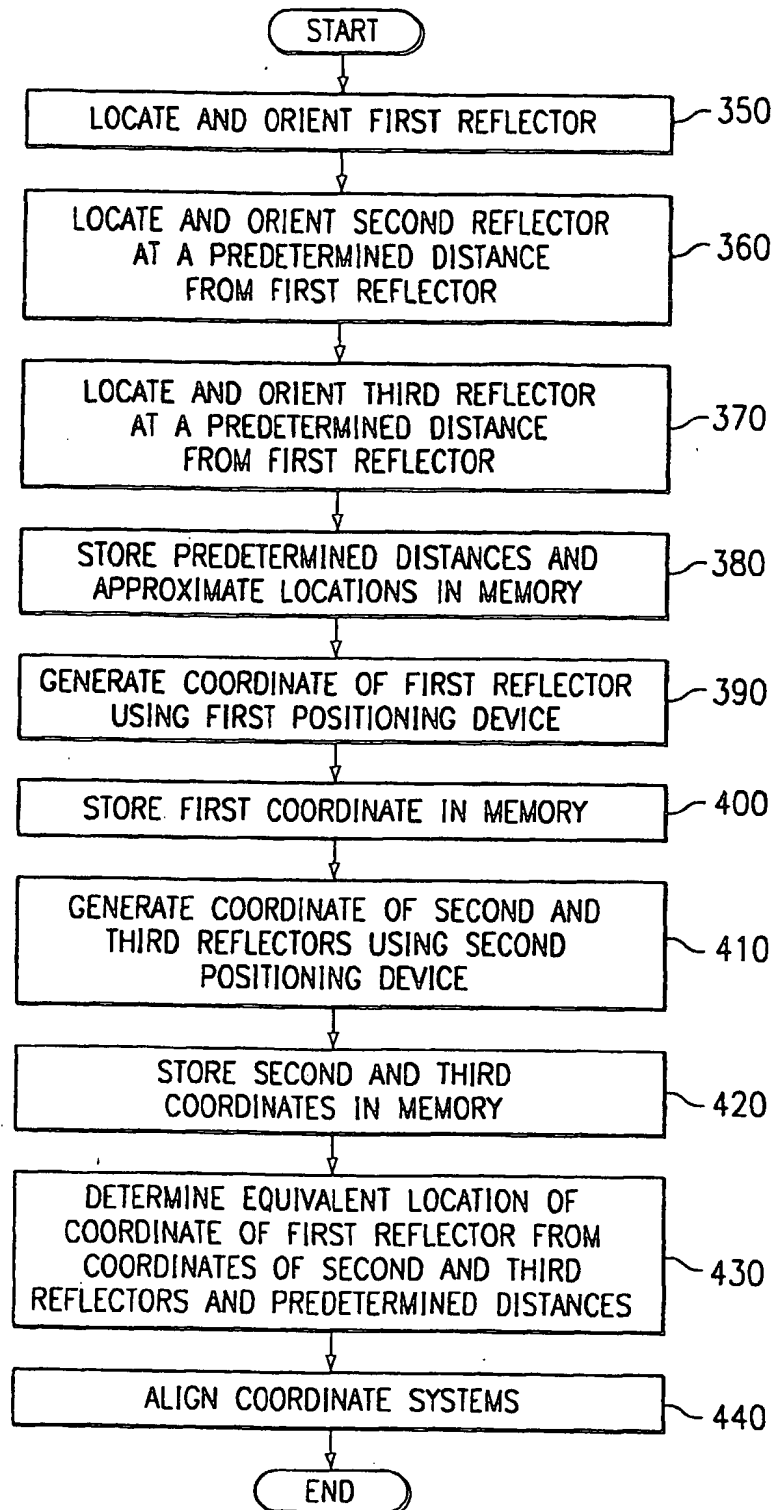 START
LOCATE AND ORIENT FIRST REFLECTOR
350
LOCATE AND ORIENT SECOND REFLECTOR
AT A PREDETERMINED DISTANCE
FROM FIRST REFLECTOR
360
LOCATE AND ORIENT THIRD REFLECTOR
AT A PREDETERMINED DISTANCE
FROM FIRST REFLECTOR
370
STORE PREDETERMINED DISTANCES AND
APPROXIMATE LOCATIONS IN MEMORY
380
GENERATE COORDINATE OF FIRST REFLECTOR
USING FIRST POSITIONING DEVICE
390
STORE FIRST COORDINATE IN MEMORY
400
GENERATE COORDINATE OF SECOND AND
THIRD REFLECTORS USING SECOND
POSITIONING DEVICE
410
STORE SECOND AND THIRD
COORDINATES IN MEMORY
420
DETERMINE EQUIVALENT LOCATION OF
COORDINATE OF FIRST REFLECTOR FROM
COORDINATES OF SECOND AND THIRD
REFLECTORS AND PREDETERMINED DISTANCES
430
ALIGN COORDINATE SYSTEMS
440
END